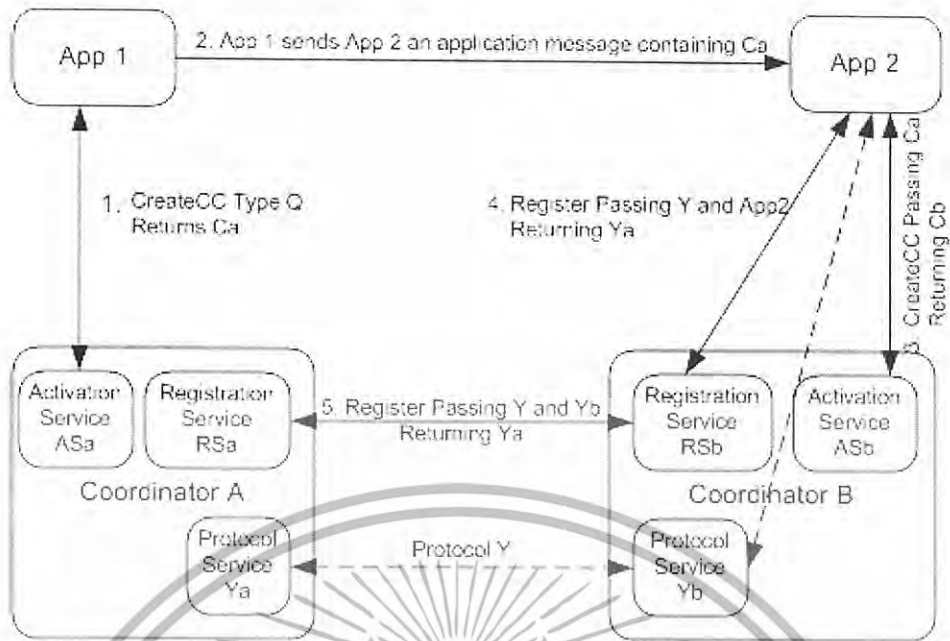 App 1
2. App 1 sends App 2 an application message containing Ca
App 2
1. CreateCC Type Q
Returns Ca
4. Register Passing Y and App2
Returning Ya
3. CreateCC Passing Ca
Returning Cb
Activation
Service
ASa
Registration
Service
RSa
5. Register Passing Y and Yb
Returning Ya
Registration
Service
RSb
Activation
Service
ASb
Coordinator A
Coordinator B
Protocol
Service
Ya
Protocol Y
Protocol
Service
Yb